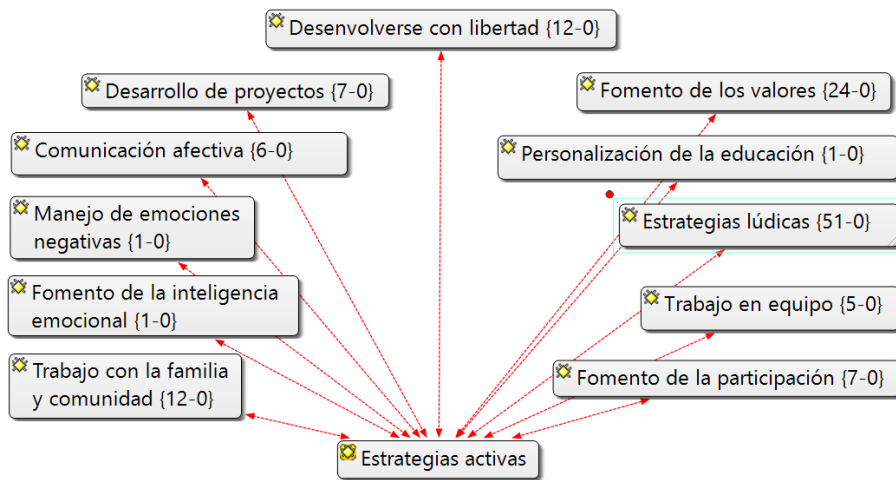 Desenvolverse con libertad {12-0}
Desarrollo de proyectos {7-0}
Fomento de los valores {24-0}
Comunicación afectiva {6-0}
Personalización de la educación {1-0}
Manejo de emociones
negativas {1-0}
Estrategias lúdicas {51-0}
Fomento de la inteligencia
emocional {1-0}
Trabajo en equipo {5-0}
Trabajo con la familia
y comunidad {12-0}
Fomento de la participación {7-0}
Estrategias activas